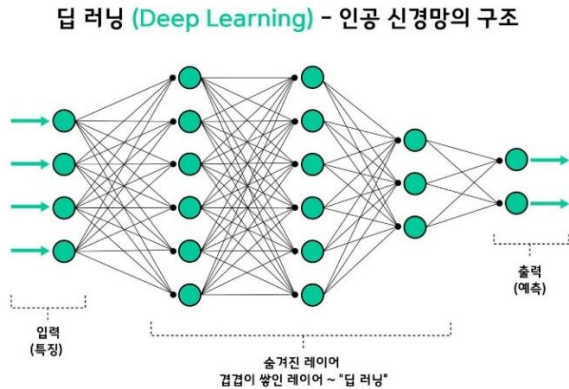 딥 러닝 (Deep Learning) - 인공 신경망의 구조
입력
(특징)
숨겨진 레이어
겹겹이 쌓인 레이어 ~ "딥 러닝"
출력
(예측)